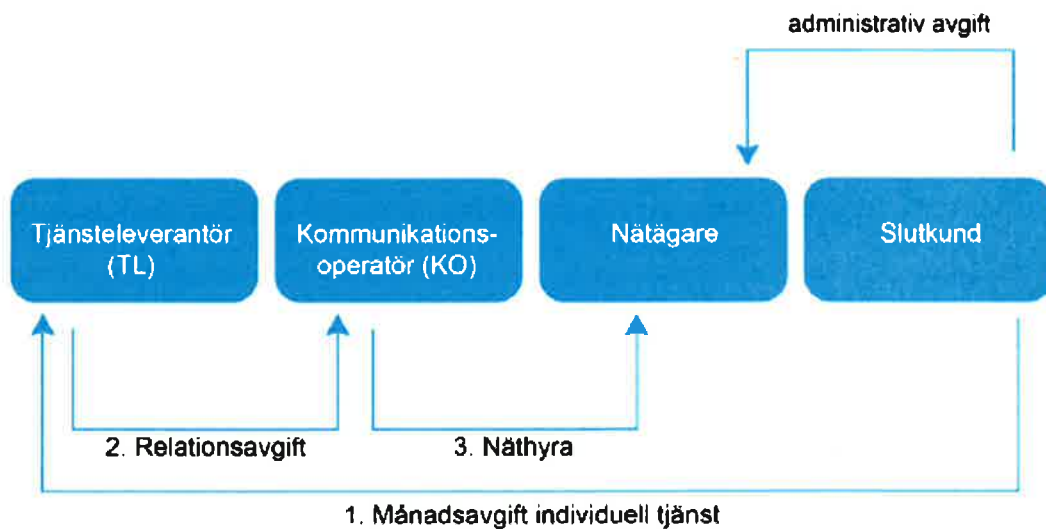 administrativ avgift
Tjänsteleverantör
(TL)
Kommunikations-
operatör (KO)
Nätägare
Slutkund
2. Relationsavgift
3. Näthyra
1. Månadsavgift individuell tjänst